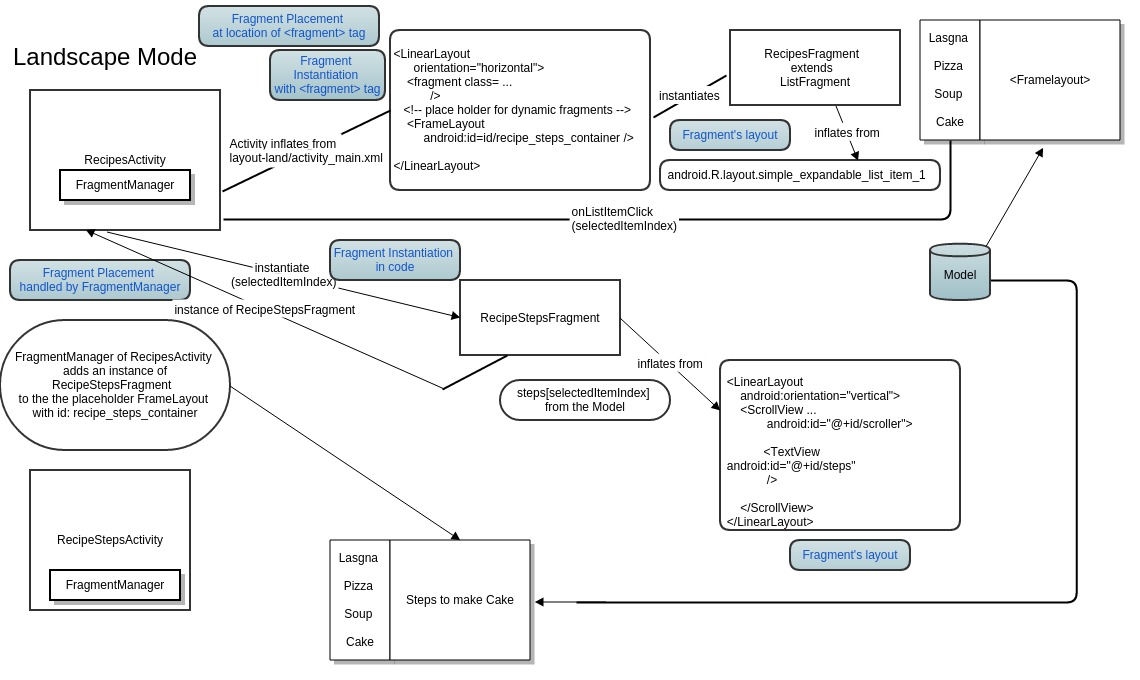 Landscape Mode
Fragment Placement
at location of <fragment> tag
Fragment
Instantiation
with <fragment> tag
<LinearLayout
orientation="horizontal">
<fragment class= ...
/>
<!-- place holder for dynamic fragments -->
<FrameLayout
android:id=id/recipe_steps_container />
</LinearLayout>
instantiates
RecipesFragment
extends
ListFragment
Fragment's layout
inflates from
android.R.layout.simple_expandable_list_item_1
Lasgna
Pizza
Soup
Cake
<Framelayout>
RecipesActivity
FragmentManager
Activity inflates from
layout-land/activity_main.xml
onListItemClick
(selectedItemIndex)
Fragment Placement
handled by FragmentManager
instantiate
(selectedItemIndex)
Fragment Instantiation
in code
instance of RecipeStepsFragment
RecipeStepsFragment
Model
FragmentManager of RecipesActivity
adds an instance of
RecipeStepsFragment
to the the placeholder FrameLayout
with id: recipe_steps_container
steps[selectedItemIndex]
from the Model
inflates from
<LinearLayout
android:orientation="vertical">
<ScrollView ...
android:id="@+id/scroller">
<TextView
android:id="@+id/steps"
/>
</ScrollView>
</LinearLayout>
Fragment's layout
RecipeStepsActivity
FragmentManager
Lasgna
Pizza
Soup
Cake
Steps to make Cake